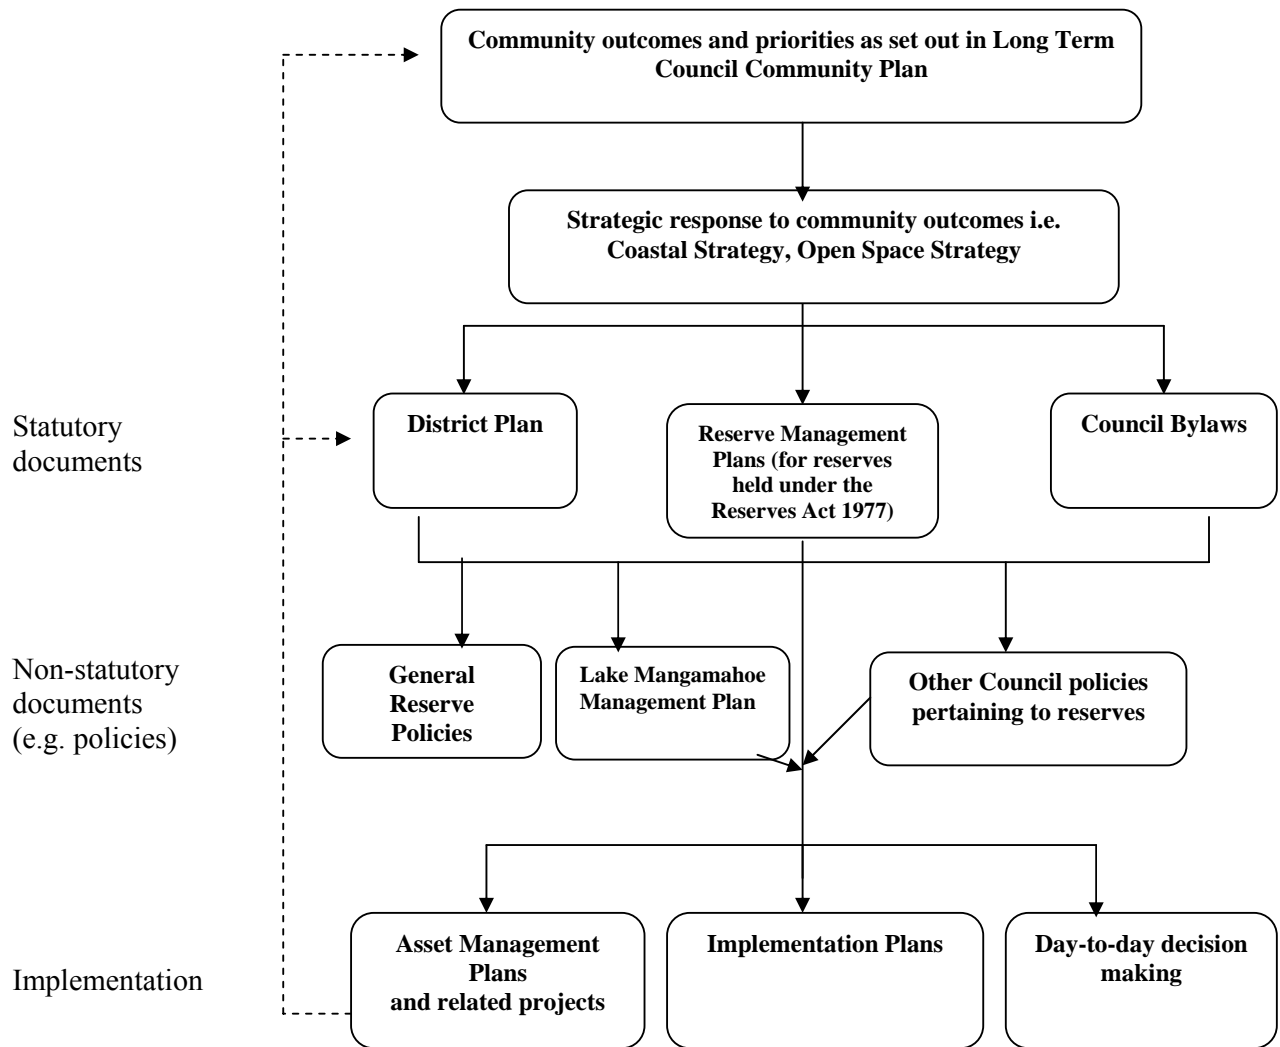 Community outcomes and priorities as set out in Long Term
Council Community Plan
Strategic response to community outcomes i.e.
Coastal Strategy, Open Space Strategy
Statutory
documents
District Plan
Reserve Management
Plans (for reserves
held under the
Reserves Act 1977)
Council Bylaws
Non-statutory
documents
(e.g. policies)
General
Reserve
Policies
Lake Mangamahoe
Management Plan
Other Council policies
pertaining to reserves
Implementation
Asset Management
Plans
and related projects
Implementation Plans
Day-to-day decision
making